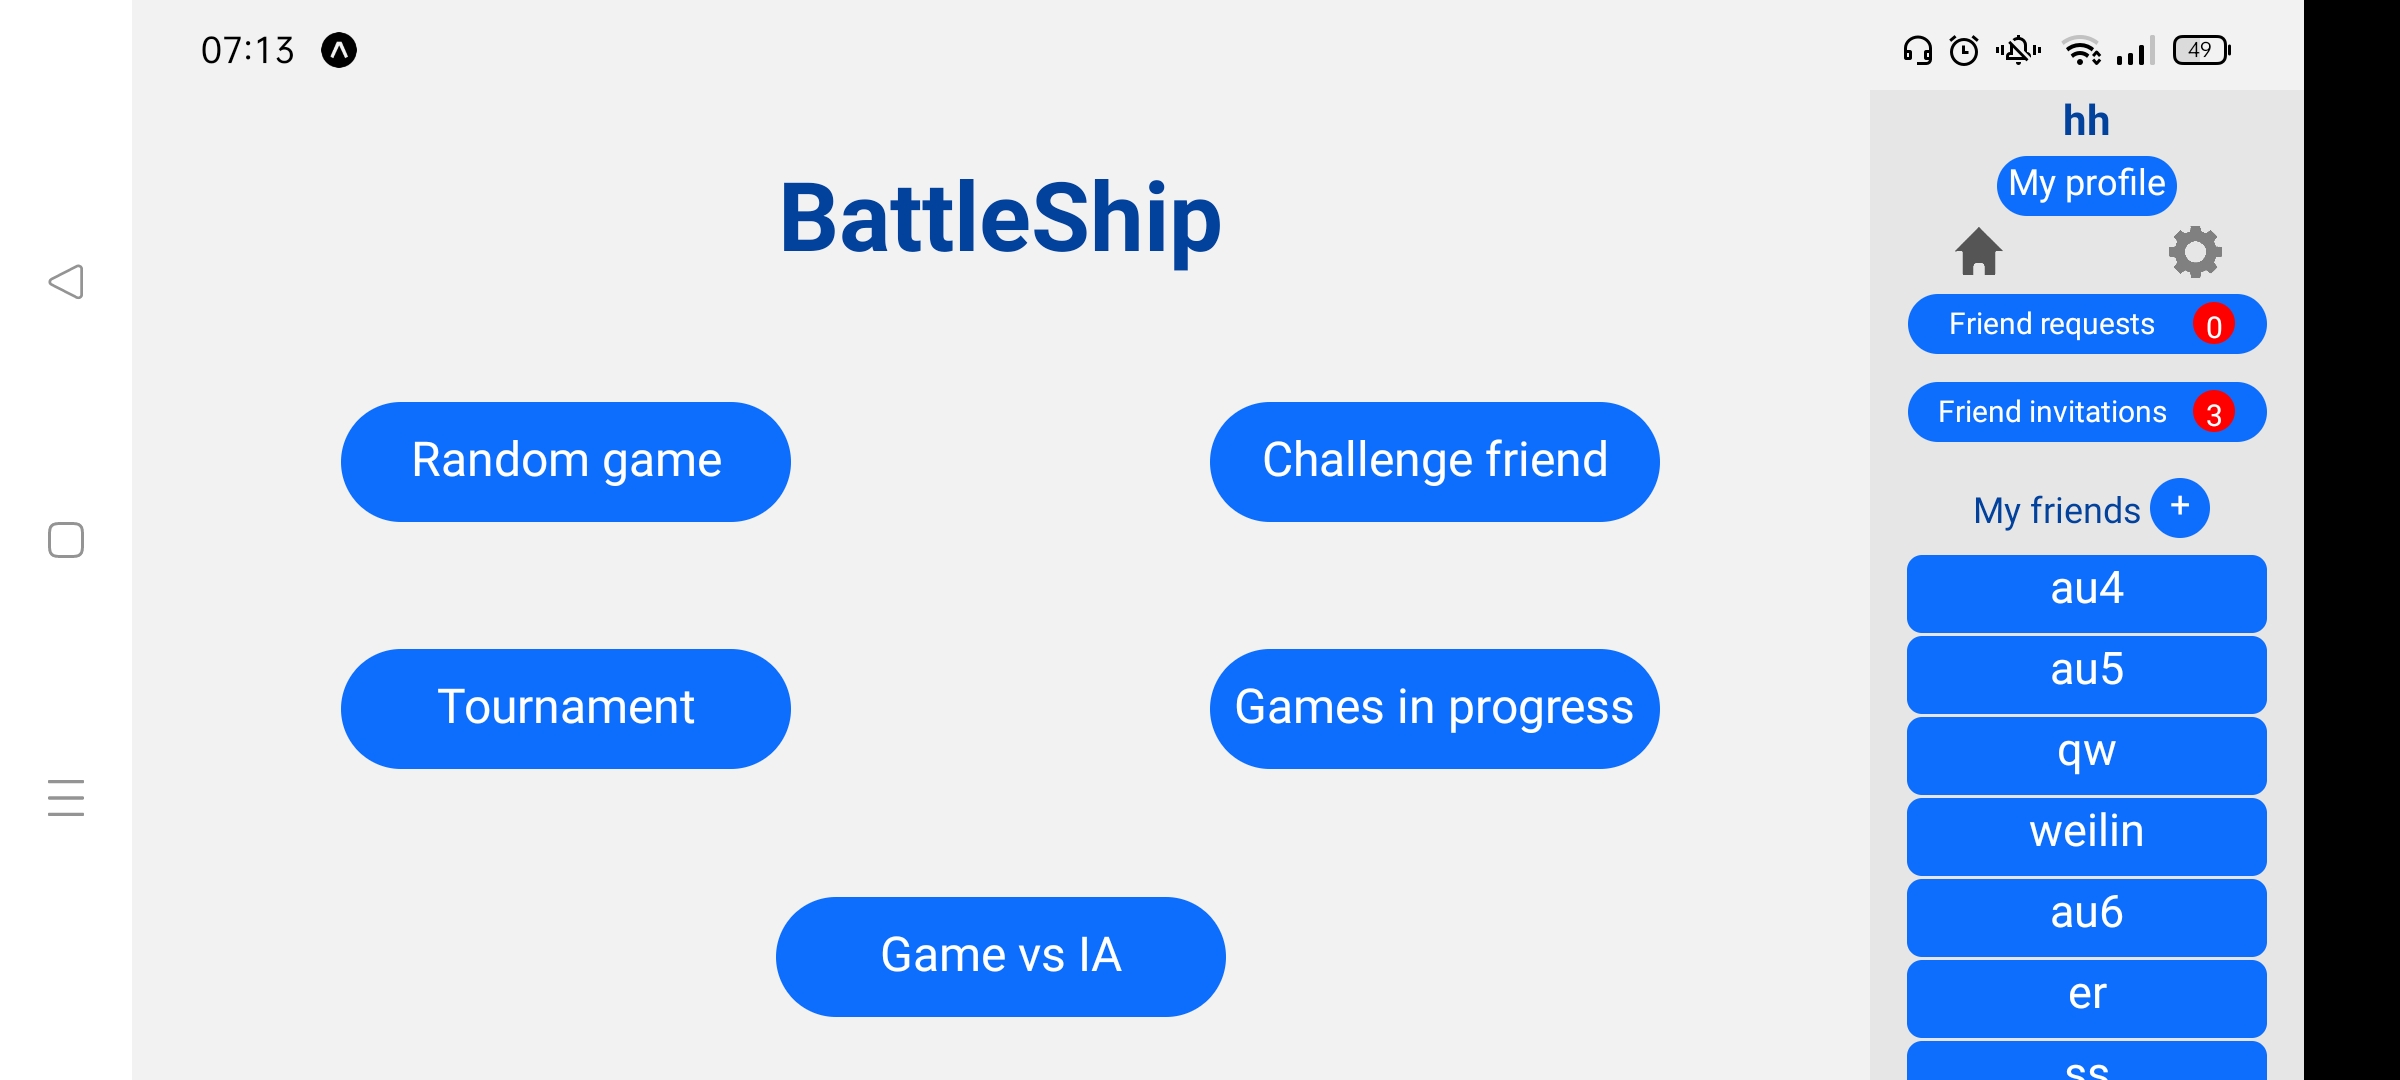 07:13
49
hh
My profile
BattleShip
Friend requests 0
Friend invitations 3
Random game
Challenge friend
My friends +
au4
au5
Tournament
Games in progress
qw
weilin
au6
Game vs IA
er
ss